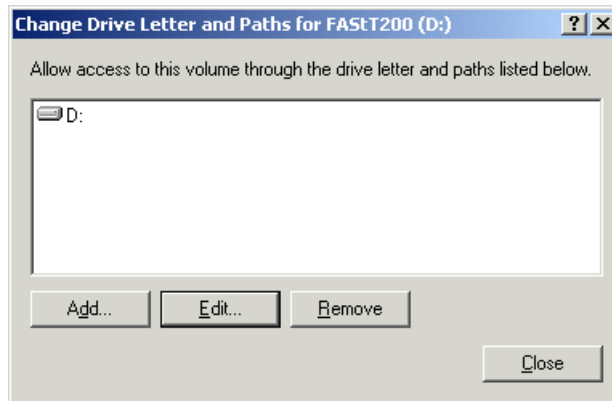 Change Drive Letter and Paths for FAStT200 (D:)
Allow access to this volume through the drive letter and paths listed below.
D:
Add...
Edit...
Remove
Close